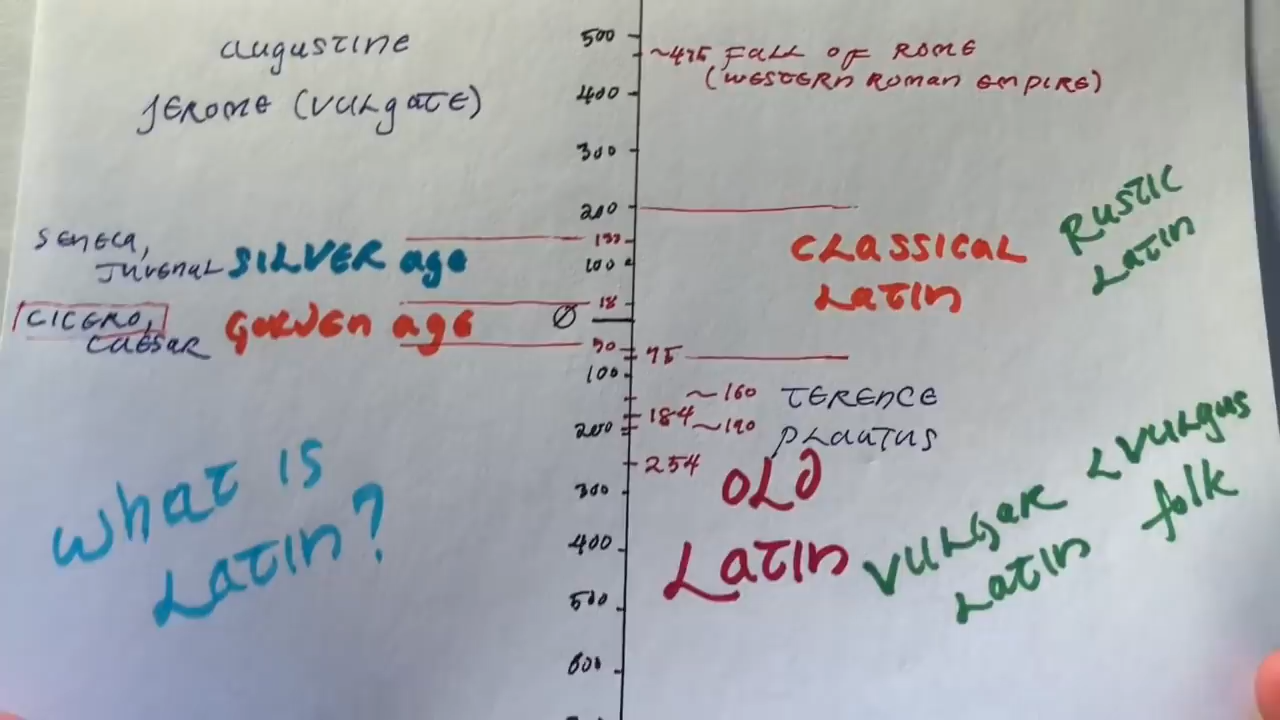 augustine
JEROME (VULgatE)
500
~475 FALL OF ROME
(WESTERN ROMAN EMPIRE)
400
300
200
SENECA,
JUVENAL SILVER age
100
CLASSICAL
LATIN
RUSTIC
LATIN
CICERO,
CAESAR
GOLDEN age
18
Ø
75
100
~160 TERENCE
184
~190 PLAUTUS
200
254
OLD
LATIN
300
400
500
600
WHAT IS
LATIN?
VULGAR < VULgus
LATIN folk